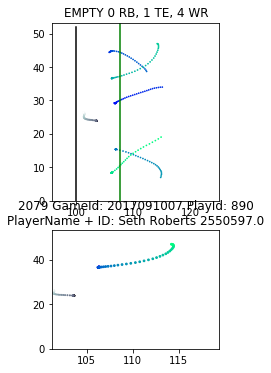 EMPTY 0 RB, 1 TE, 4 WR
50
40
30
20
10
0
100 110 120
2079 GameId: 2017091007 PlayId: 890
PlayerName + ID: Seth Roberts 2550597.0
40
20
0
105 110 115